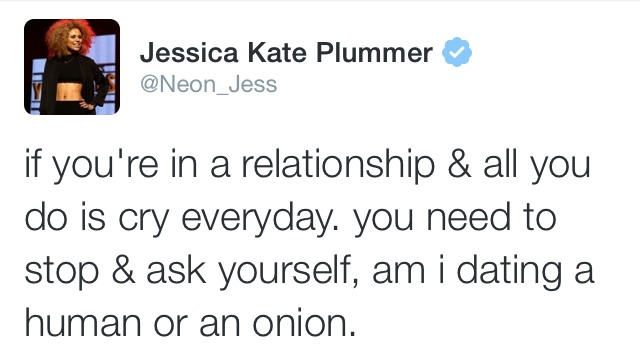 Jessica Kate Plummer
@Neon_Jess
if you're in a relationship & all you
do is cry everyday. you need to
stop & ask yourself, am i dating a
human or an onion.